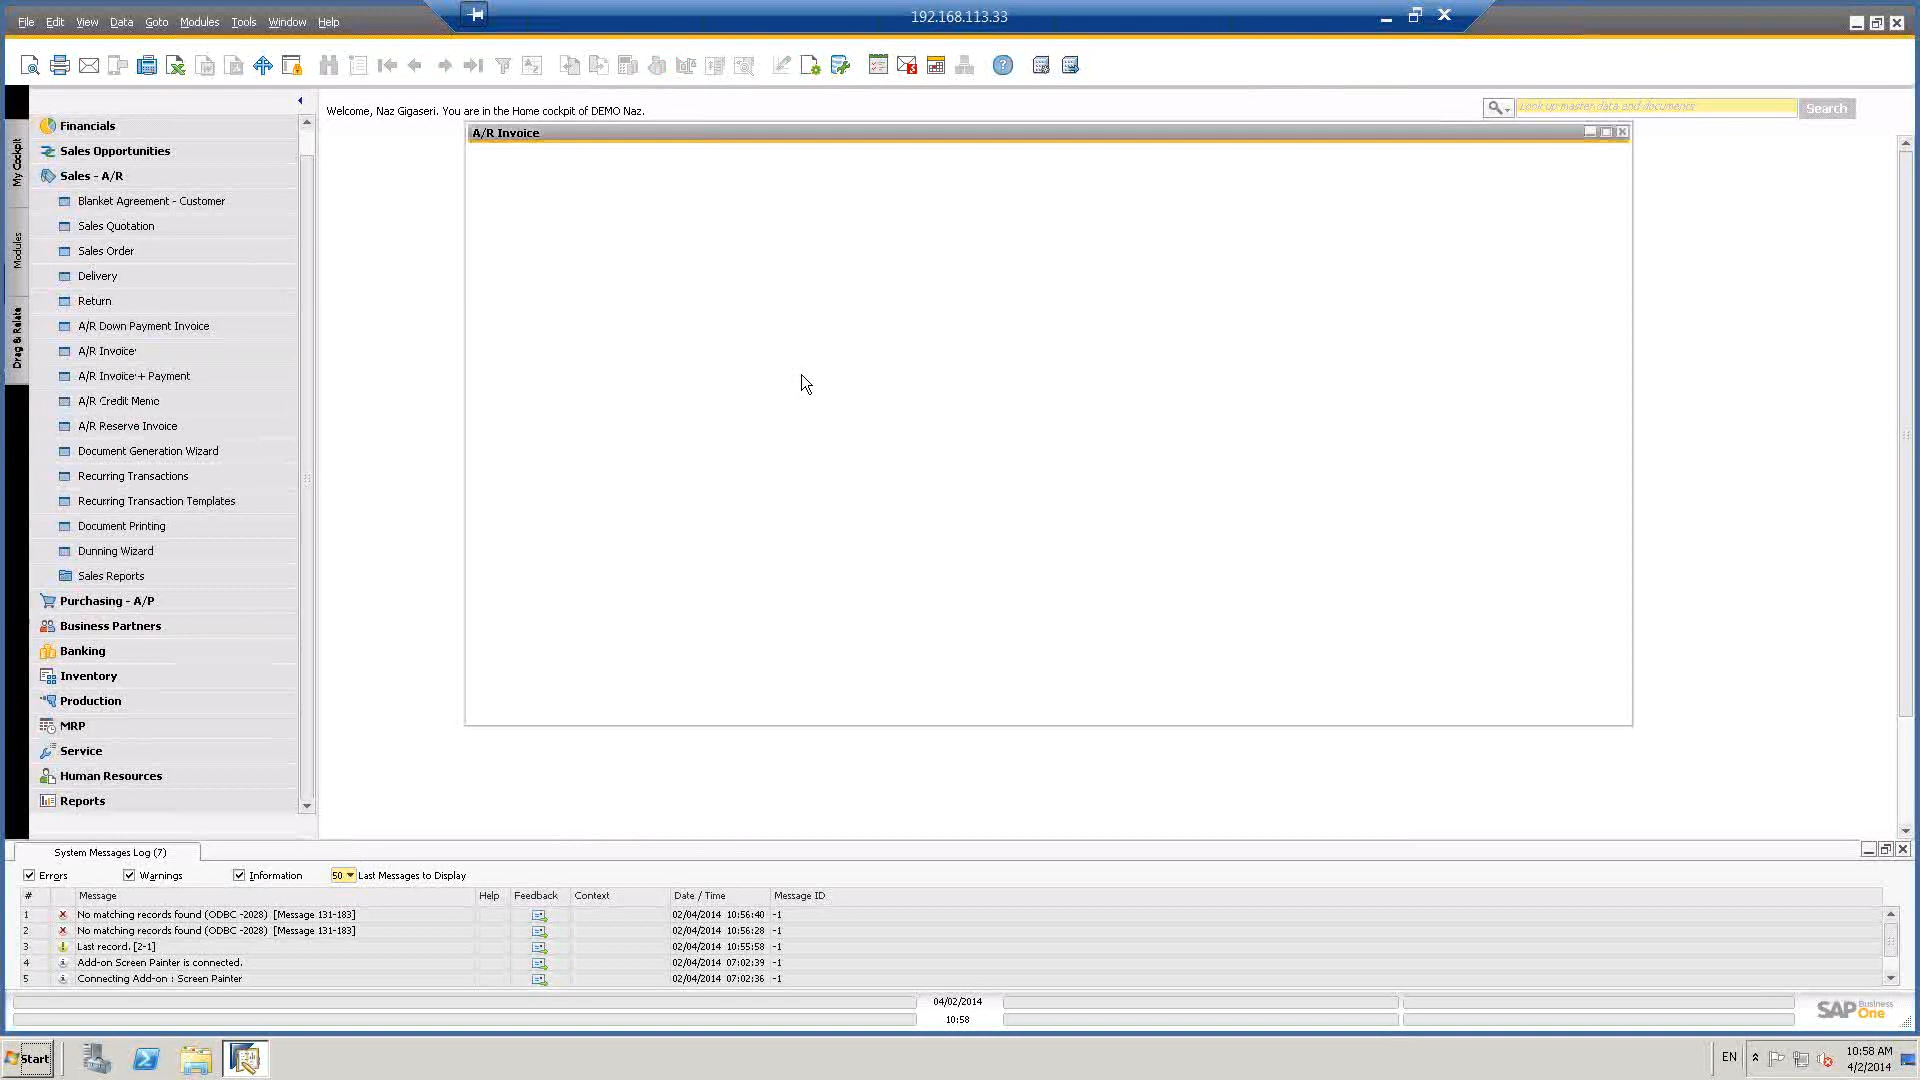 192.168.113.33
File Edit View Data Goto Modules Tools Window Help
Welcome, Naz Gigaseri. You are in the Home cockpit of DEMO Naz.
Look up master data and documents
Search
My Cockpit
Modules
Drag & Relate
Financials
Sales Opportunities
Sales - A/R
Blanket Agreement - Customer
Sales Quotation
Sales Order
Delivery
Return
A/R Down Payment Invoice
A/R Invoice
A/R Invoice + Payment
A/R Credit Memo
A/R Reserve Invoice
Document Generation Wizard
Recurring Transactions
Recurring Transaction Templates
Document Printing
Dunning Wizard
Sales Reports
Purchasing - A/P
Business Partners
Banking
Inventory
Production
MRP
Service
Human Resources
Reports
A/R Invoice
System Messages Log (7)
Errors Warnings Information 50 Last Messages to Display
# Message Help Feedback Context Date / Time Message ID
1 No matching records found (ODBC -2028) [Message 131-183] 02/04/2014 10:56:40 -1
2 No matching records found (ODBC -2028) [Message 131-183] 02/04/2014 10:56:28 -1
3 Last record. [2-1] 02/04/2014 10:55:58 -1
4 Add-on Screen Painter is connected. 02/04/2014 07:02:39 -1
5 Connecting Add-on : Screen Painter 02/04/2014 07:02:36 -1
04/02/2014
10:58
SAP Business One
Start
EN
10:58 AM
4/2/2014